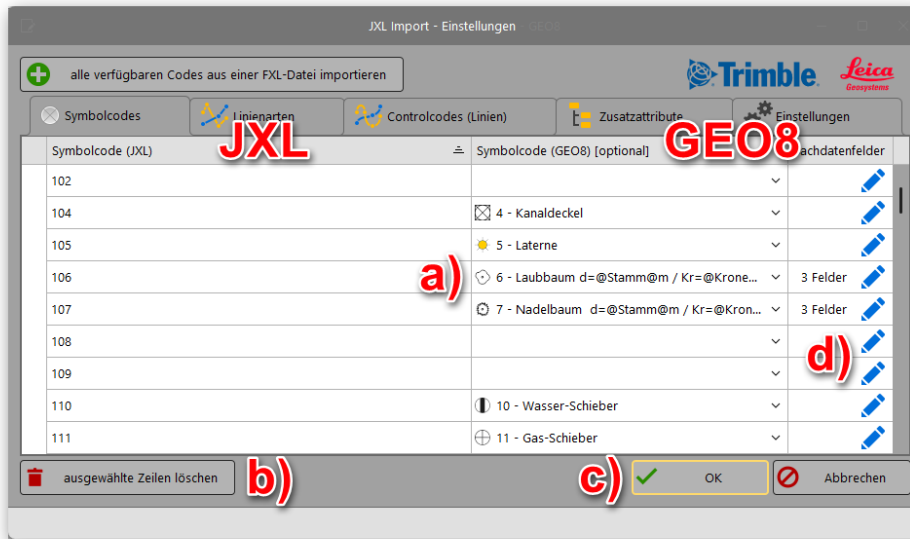 JXL Import - Einstellungen
alle verfügbaren Codes aus einer FXL-Datei importieren
Trimble
Leica
Geosystems
Symbolcodes
Linienarten
Controlcodes (Linien)
Zusatzattribute
Einstellungen
JXL
GEO8
Symbolcode (JXL)
Symbolcode (GEO8) [optional]
achdatenfelder
102
104 4 - Kanaldeckel
105 5 - Laterne
a)
106 6 - Laubbaum d=@Stamm@m / Kr=@Krone... 3 Felder
107 7 - Nadelbaum d=@Stamm@m / Kr=@Kron... 3 Felder
108
d)
109
110 10 - Wasser-Schieber
111 11 - Gas-Schieber
ausgewählte Zeilen löschen
b)
c)
OK
Abbrechen